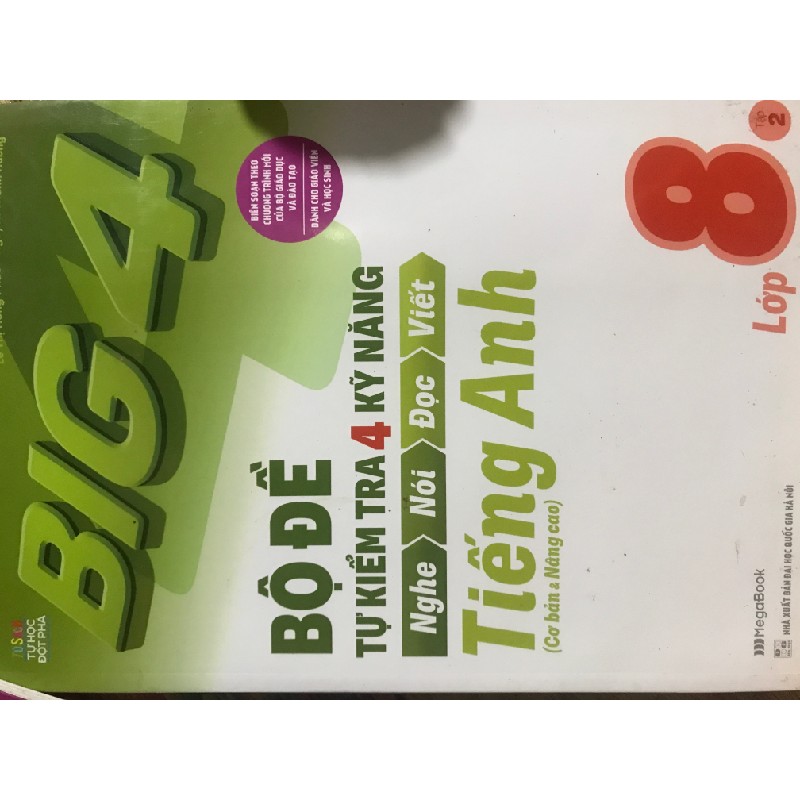 BIG 4
BIÊN SOẠN THEO
CHƯƠNG TRÌNH MỚI
CỦA BỘ GIÁO DỤC
VÀ ĐÀO TẠO
DÀNH CHO GIÁO VIÊN
VÀ HỌC SINH
TỰ HỌC
ĐỘT PHÁ
BỘ ĐỀ
TỰ KIỂM TRA 4 KỸ NĂNG
Nghe Nói Đọc Viết
Tiếng Anh
(Cơ bản & Nâng cao)
Lớp 8
Tập 2
MegaBook
NHÀ XUẤT BẢN ĐẠI HỌC QUỐC GIA HÀ NỘI